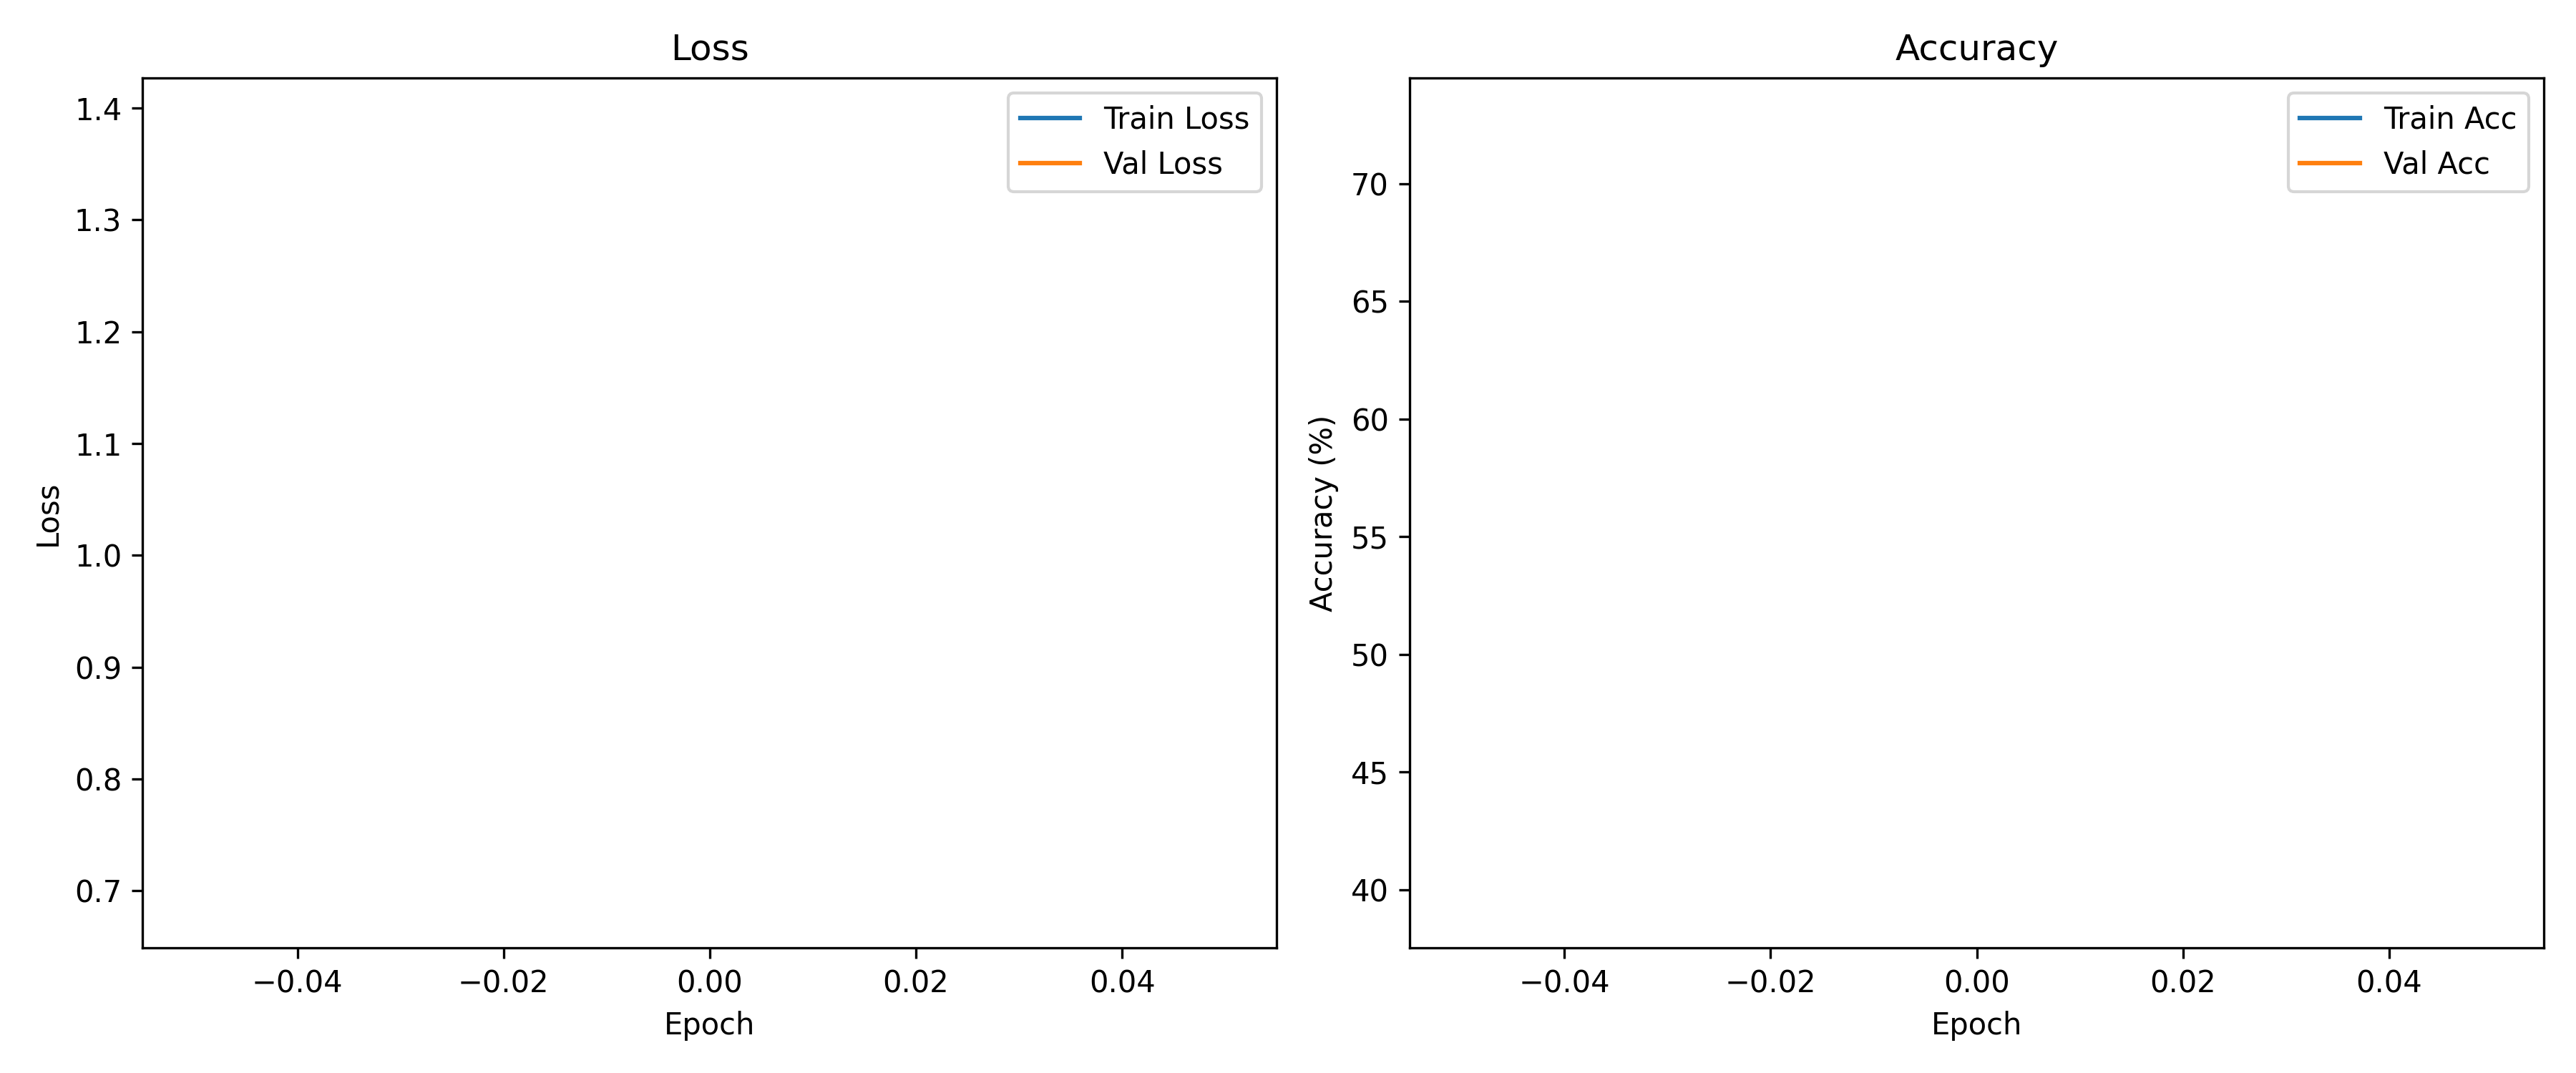 Loss
1.4
1.3
1.2
1.1
1.0
0.9
0.8
0.7
Loss
Train Loss
Val Loss
−0.04 −0.02 0.00 0.02 0.04
Epoch
Accuracy
70
65
60
55
50
45
40
Accuracy (%)
Train Acc
Val Acc
−0.04 −0.02 0.00 0.02 0.04
Epoch